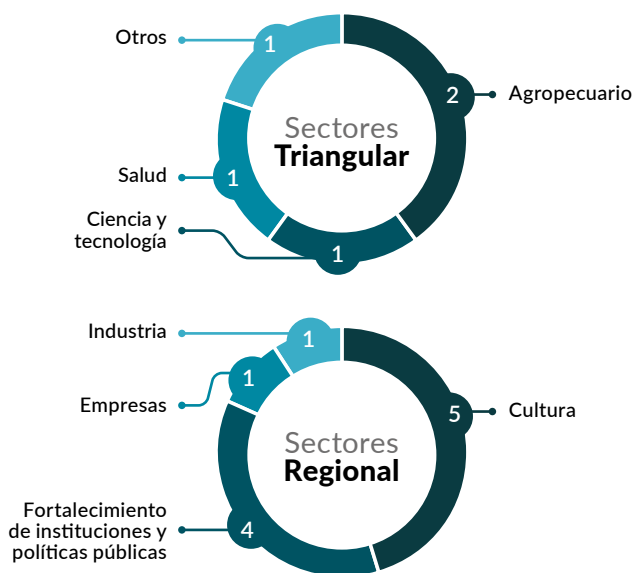 Otros
1
2
Agropecuario
Sectores
Triangular
Salud
1
Ciencia y
tecnología
1
Industria
1
Empresas
1
5
Cultura
Sectores
Regional
Fortalecimiento
de instituciones y
políticas públicas
4